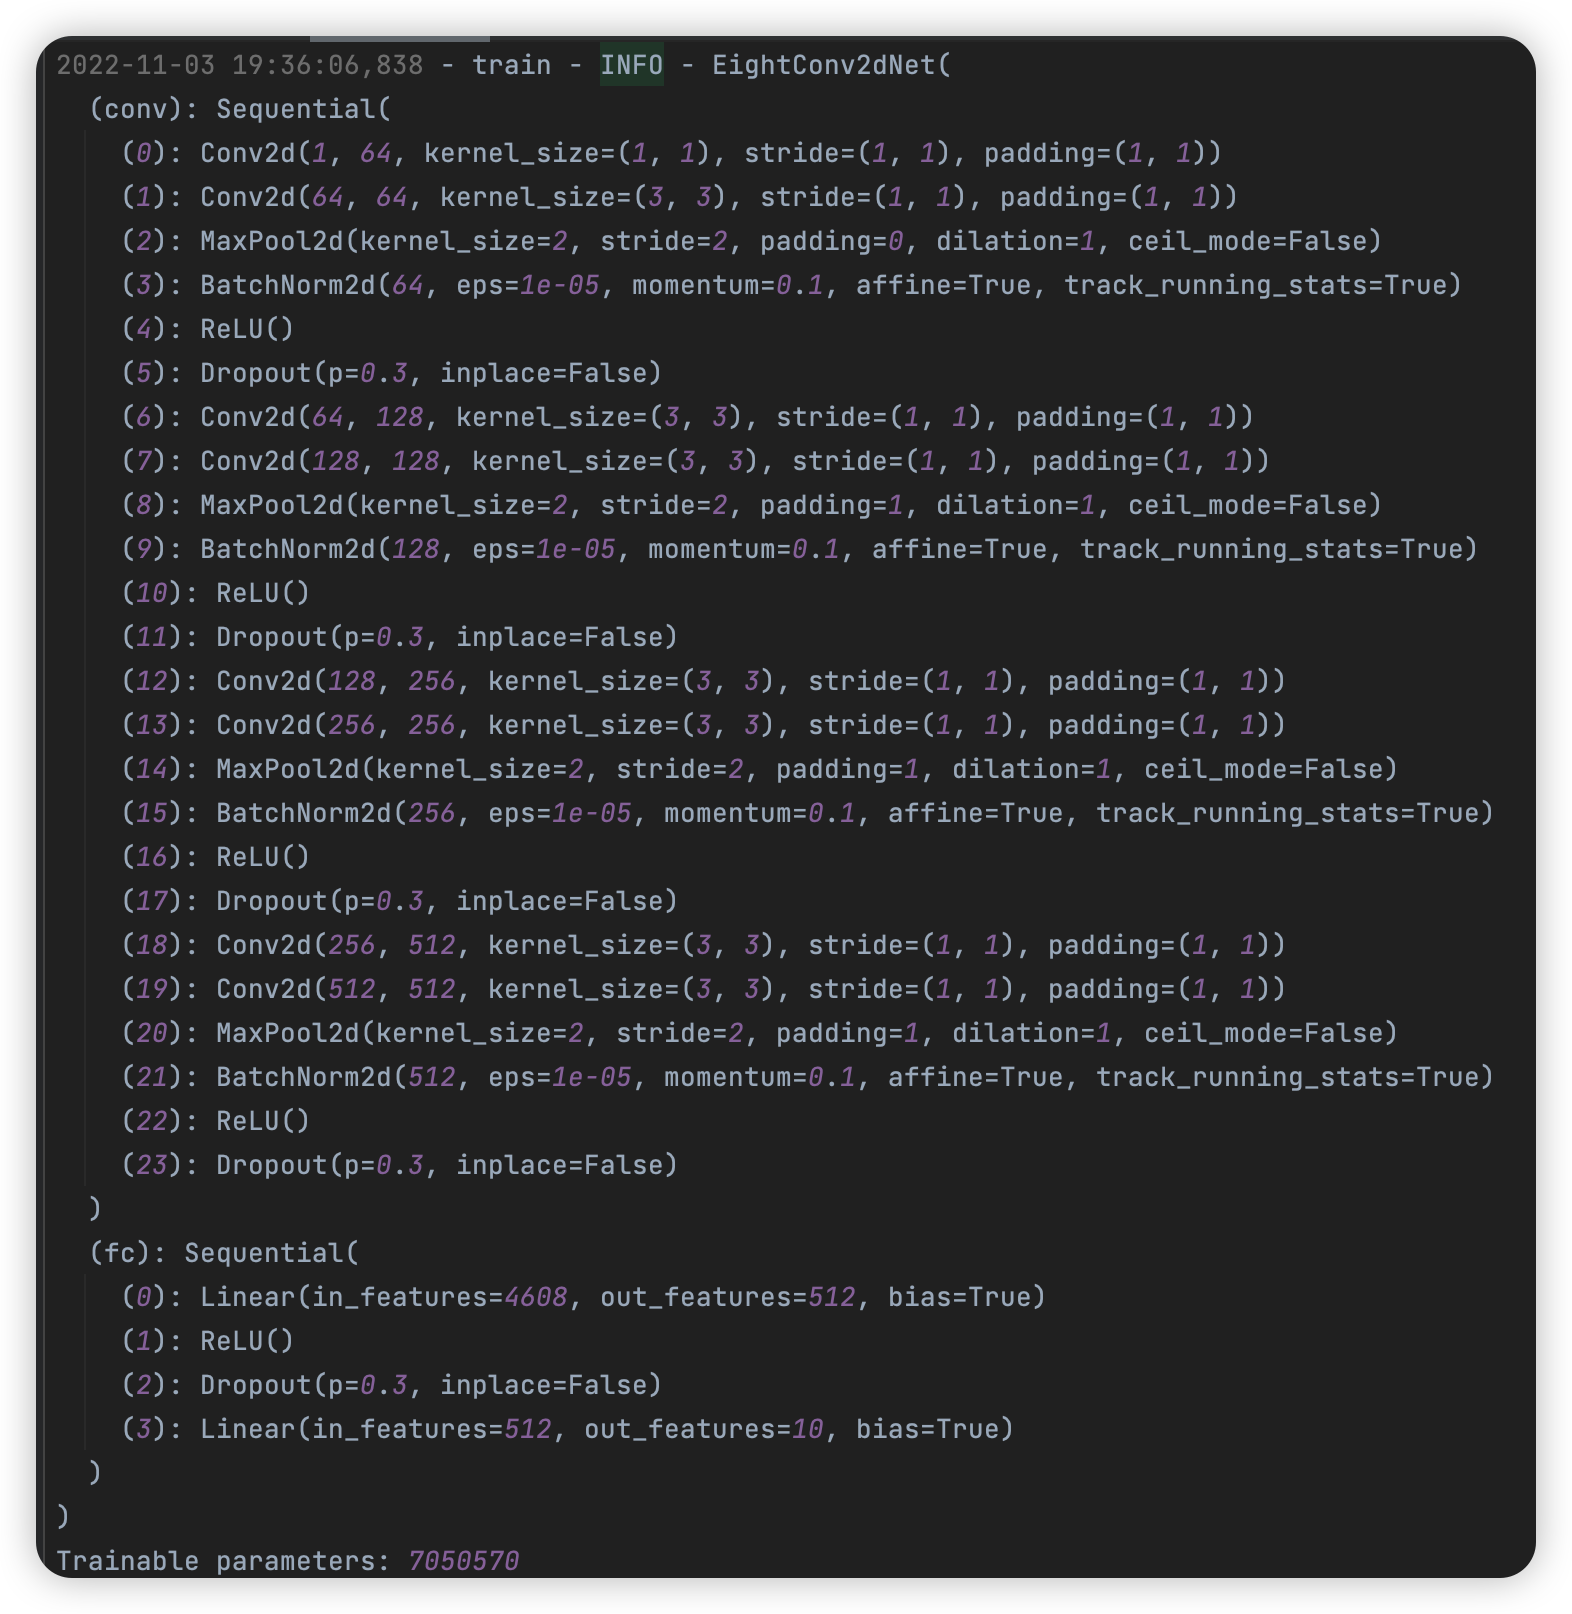 2022-11-03 19:36:06,838 - train - INFO - EightConv2dNet(
(conv): Sequential(
(0): Conv2d(1, 64, kernel_size=(1, 1), stride=(1, 1), padding=(1, 1))
(1): Conv2d(64, 64, kernel_size=(3, 3), stride=(1, 1), padding=(1, 1))
(2): MaxPool2d(kernel_size=2, stride=2, padding=0, dilation=1, ceil_mode=False)
(3): BatchNorm2d(64, eps=1e-05, momentum=0.1, affine=True, track_running_stats=True)
(4): ReLU()
(5): Dropout(p=0.3, inplace=False)
(6): Conv2d(64, 128, kernel_size=(3, 3), stride=(1, 1), padding=(1, 1))
(7): Conv2d(128, 128, kernel_size=(3, 3), stride=(1, 1), padding=(1, 1))
(8): MaxPool2d(kernel_size=2, stride=2, padding=1, dilation=1, ceil_mode=False)
(9): BatchNorm2d(128, eps=1e-05, momentum=0.1, affine=True, track_running_stats=True)
(10): ReLU()
(11): Dropout(p=0.3, inplace=False)
(12): Conv2d(128, 256, kernel_size=(3, 3), stride=(1, 1), padding=(1, 1))
(13): Conv2d(256, 256, kernel_size=(3, 3), stride=(1, 1), padding=(1, 1))
(14): MaxPool2d(kernel_size=2, stride=2, padding=1, dilation=1, ceil_mode=False)
(15): BatchNorm2d(256, eps=1e-05, momentum=0.1, affine=True, track_running_stats=True)
(16): ReLU()
(17): Dropout(p=0.3, inplace=False)
(18): Conv2d(256, 512, kernel_size=(3, 3), stride=(1, 1), padding=(1, 1))
(19): Conv2d(512, 512, kernel_size=(3, 3), stride=(1, 1), padding=(1, 1))
(20): MaxPool2d(kernel_size=2, stride=2, padding=1, dilation=1, ceil_mode=False)
(21): BatchNorm2d(512, eps=1e-05, momentum=0.1, affine=True, track_running_stats=True)
(22): ReLU()
(23): Dropout(p=0.3, inplace=False)
)
(fc): Sequential(
(0): Linear(in_features=4608, out_features=512, bias=True)
(1): ReLU()
(2): Dropout(p=0.3, inplace=False)
(3): Linear(in_features=512, out_features=10, bias=True)
)
)
Trainable parameters: 7050570